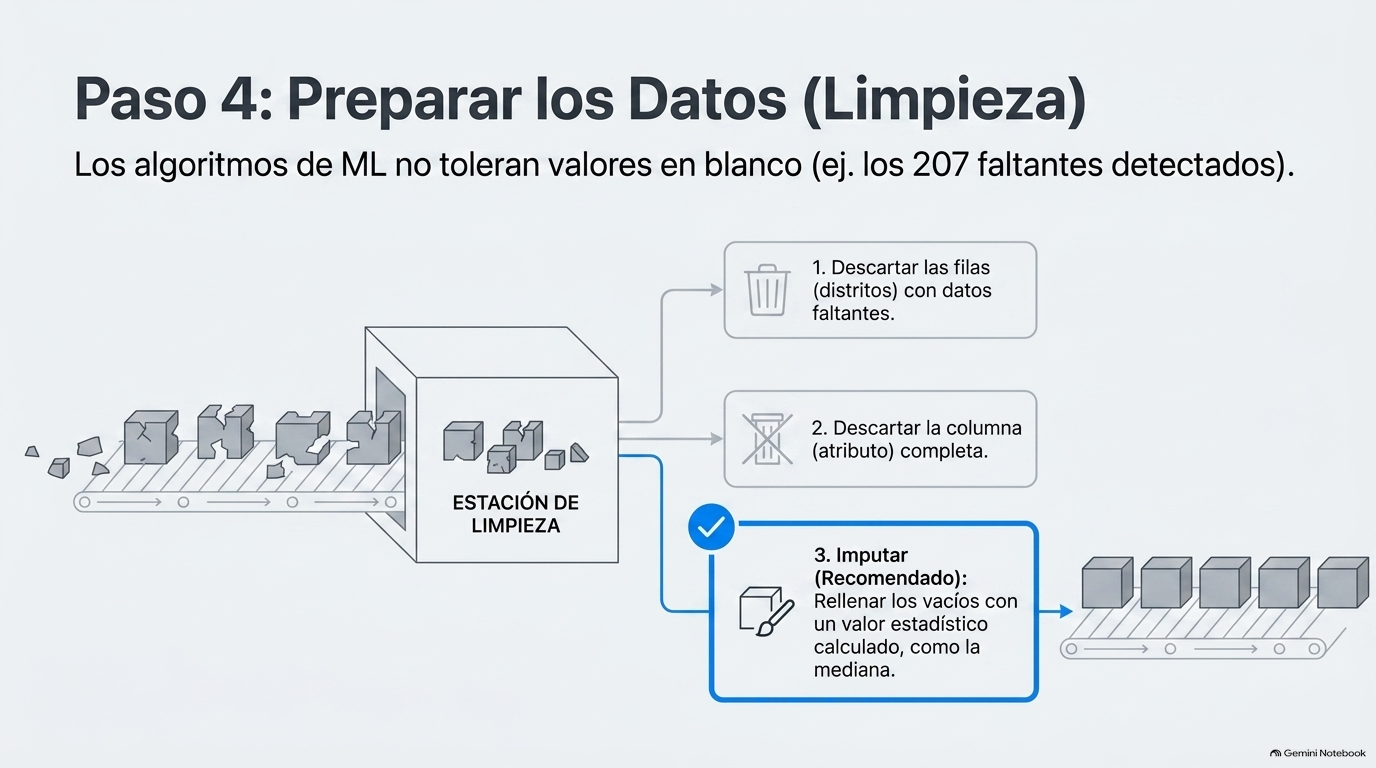 Paso 4: Preparar los Datos (Limpieza)
Los algoritmos de ML no toleran valores en blanco (ej. los 207 faltantes detectados).
1. Descartar las filas
(distritos) con datos
faltantes.
2. Descartar la columna
(atributo) completa.
ESTACIÓN DE
LIMPIEZA
3. Imputar
(Recomendado):
Rellenar los vacíos con
un valor estadístico
calculado, como la
mediana.
Gemini Notebook